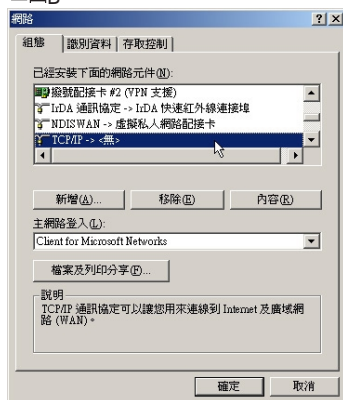 網路
組態 識別資料 存取控制
已經安裝下面的網路元件(N):
撥號配接卡 #2 (VPN 支援)
IrDA 通訊協定 -> IrDA 快速紅外線連接埠
NDISWAN -> 虛擬私人網路配接卡
TCP/IP -> <無>
新增(A)... 移除(E) 內容(R)
主網路登入(L):
Client for Microsoft Networks
檔案及列印分享(F)...
說明
TCP/IP 通訊協定可以讓您用來連線到 Internet 及廣域網
路 (WAN)。
確定 取消